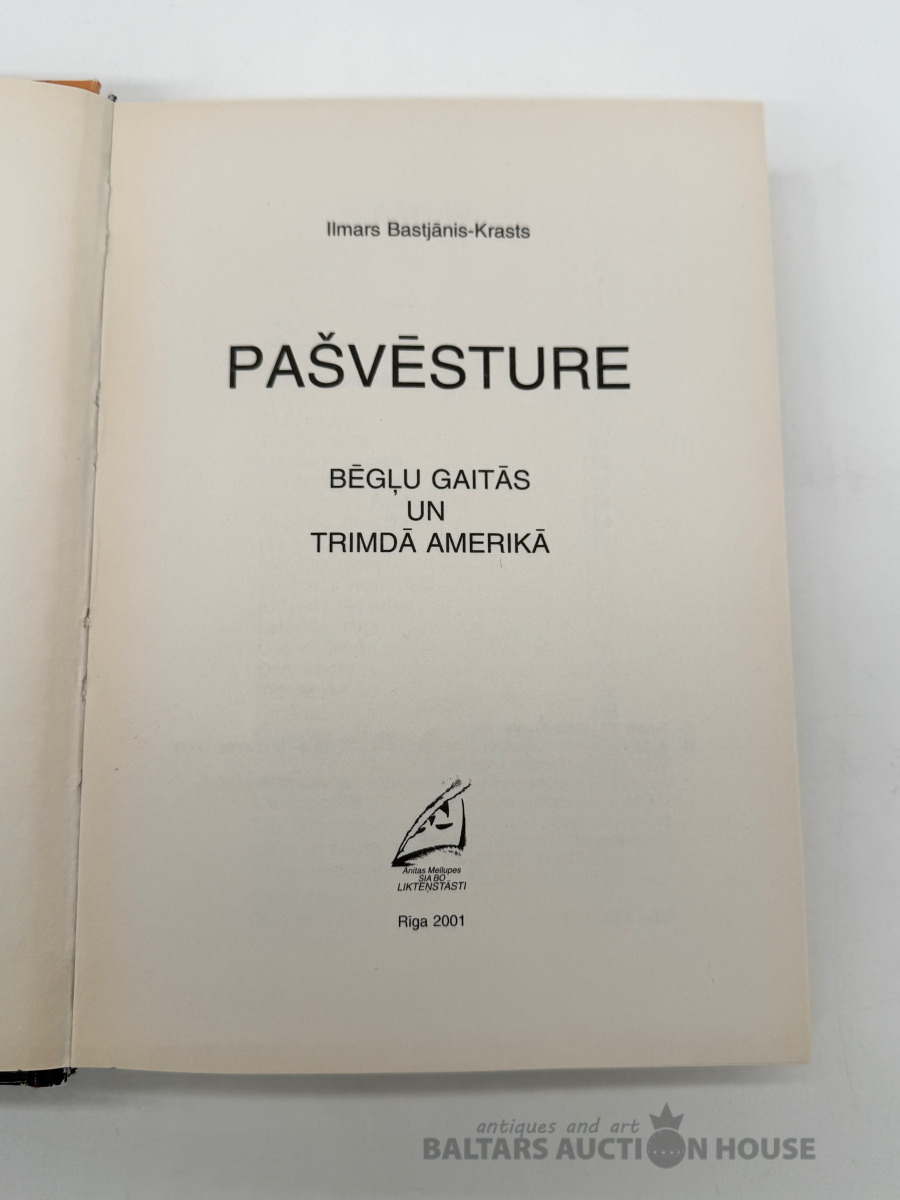 Ilmars Bastjānis-Krasts
PAŠVĒSTURE
BĒGĻU GAITĀS
UN
TRIMDĀ AMERIKĀ
Anitas Mellupes
SIA BO
LIKTEŅSTĀSTI
Rīga 2001
antiques and art
BALTARS AUCTION HOUSE